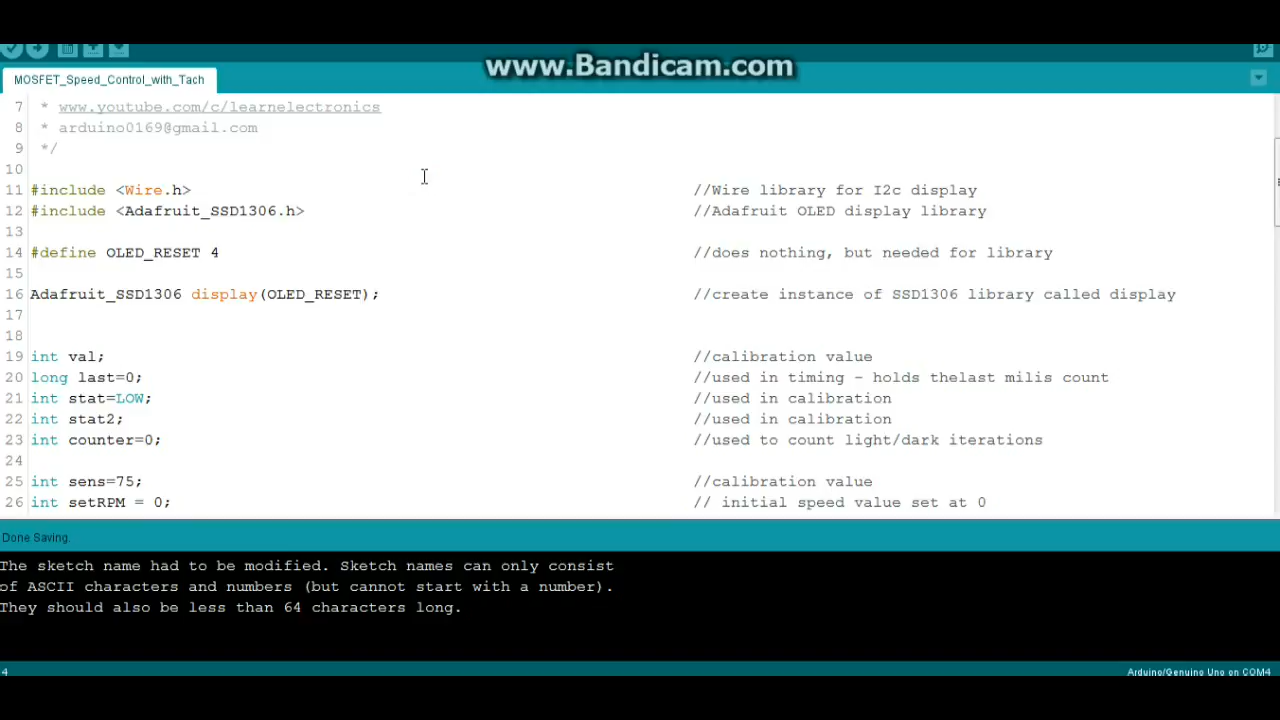 www.Bandicam.com
MOSFET_Speed_Control_with_Tach
7 * www.youtube.com/c/learnelectronics
8 * arduino0169@gmail.com
9 */
10
11 #include <Wire.h> //Wire library for I2c display
12 #include <Adafruit_SSD1306.h> //Adafruit OLED display library
13
14 #define OLED_RESET 4 //does nothing, but needed for library
15
16 Adafruit_SSD1306 display(OLED_RESET); //create instance of SSD1306 library called display
17
18
19 int val; //calibration value
20 long last=0; //used in timing - holds thelast milis count
21 int stat=LOW; //used in calibration
22 int stat2; //used in calibration
23 int counter=0; //used to count light/dark iterations
24
25 int sens=75; //calibration value
26 int setRPM = 0; // initial speed value set at 0
Done Saving.
The sketch name had to be modified. Sketch names can only consist
of ASCII characters and numbers (but cannot start with a number).
They should also be less than 64 characters long.
4 Arduino/Genuino Uno on COM4